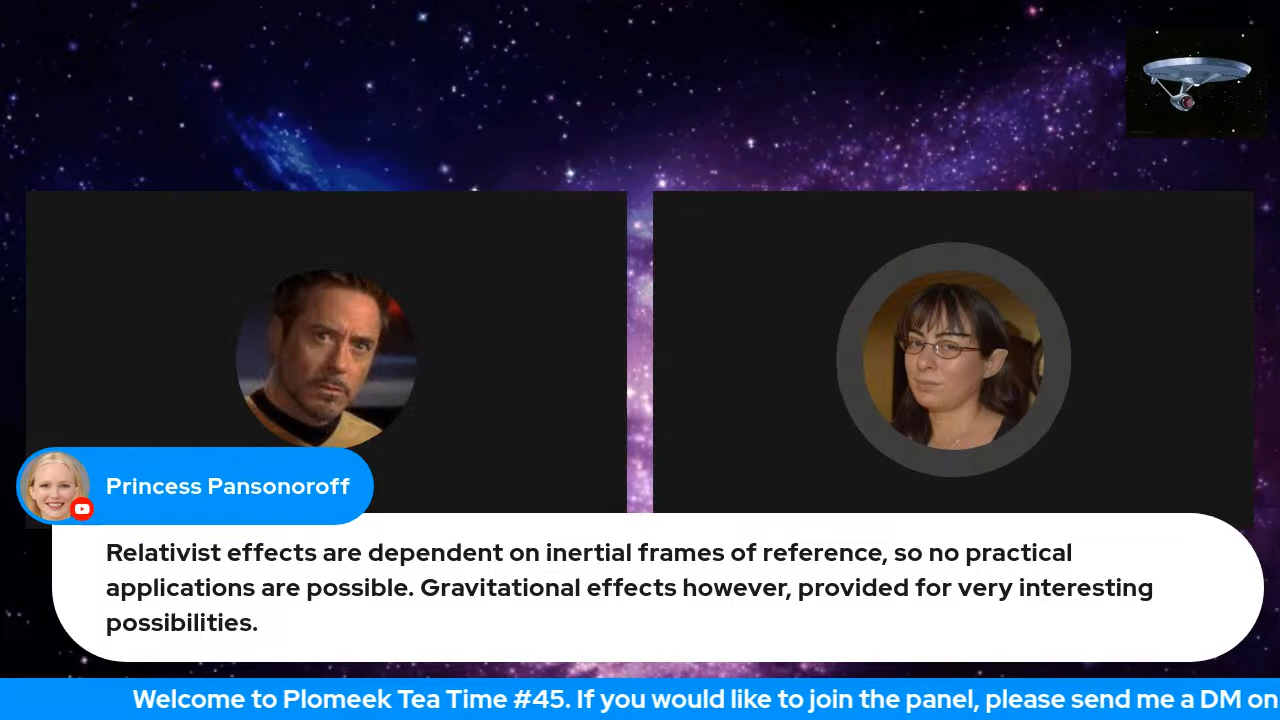 Princess Pansonoroff
Relativist effects are dependent on inertial frames of reference, so no practical
applications are possible. Gravitational effects however, provided for very interesting
possibilities.
Welcome to Plomeek Tea Time #45. If you would like to join the panel, please send me a DM on